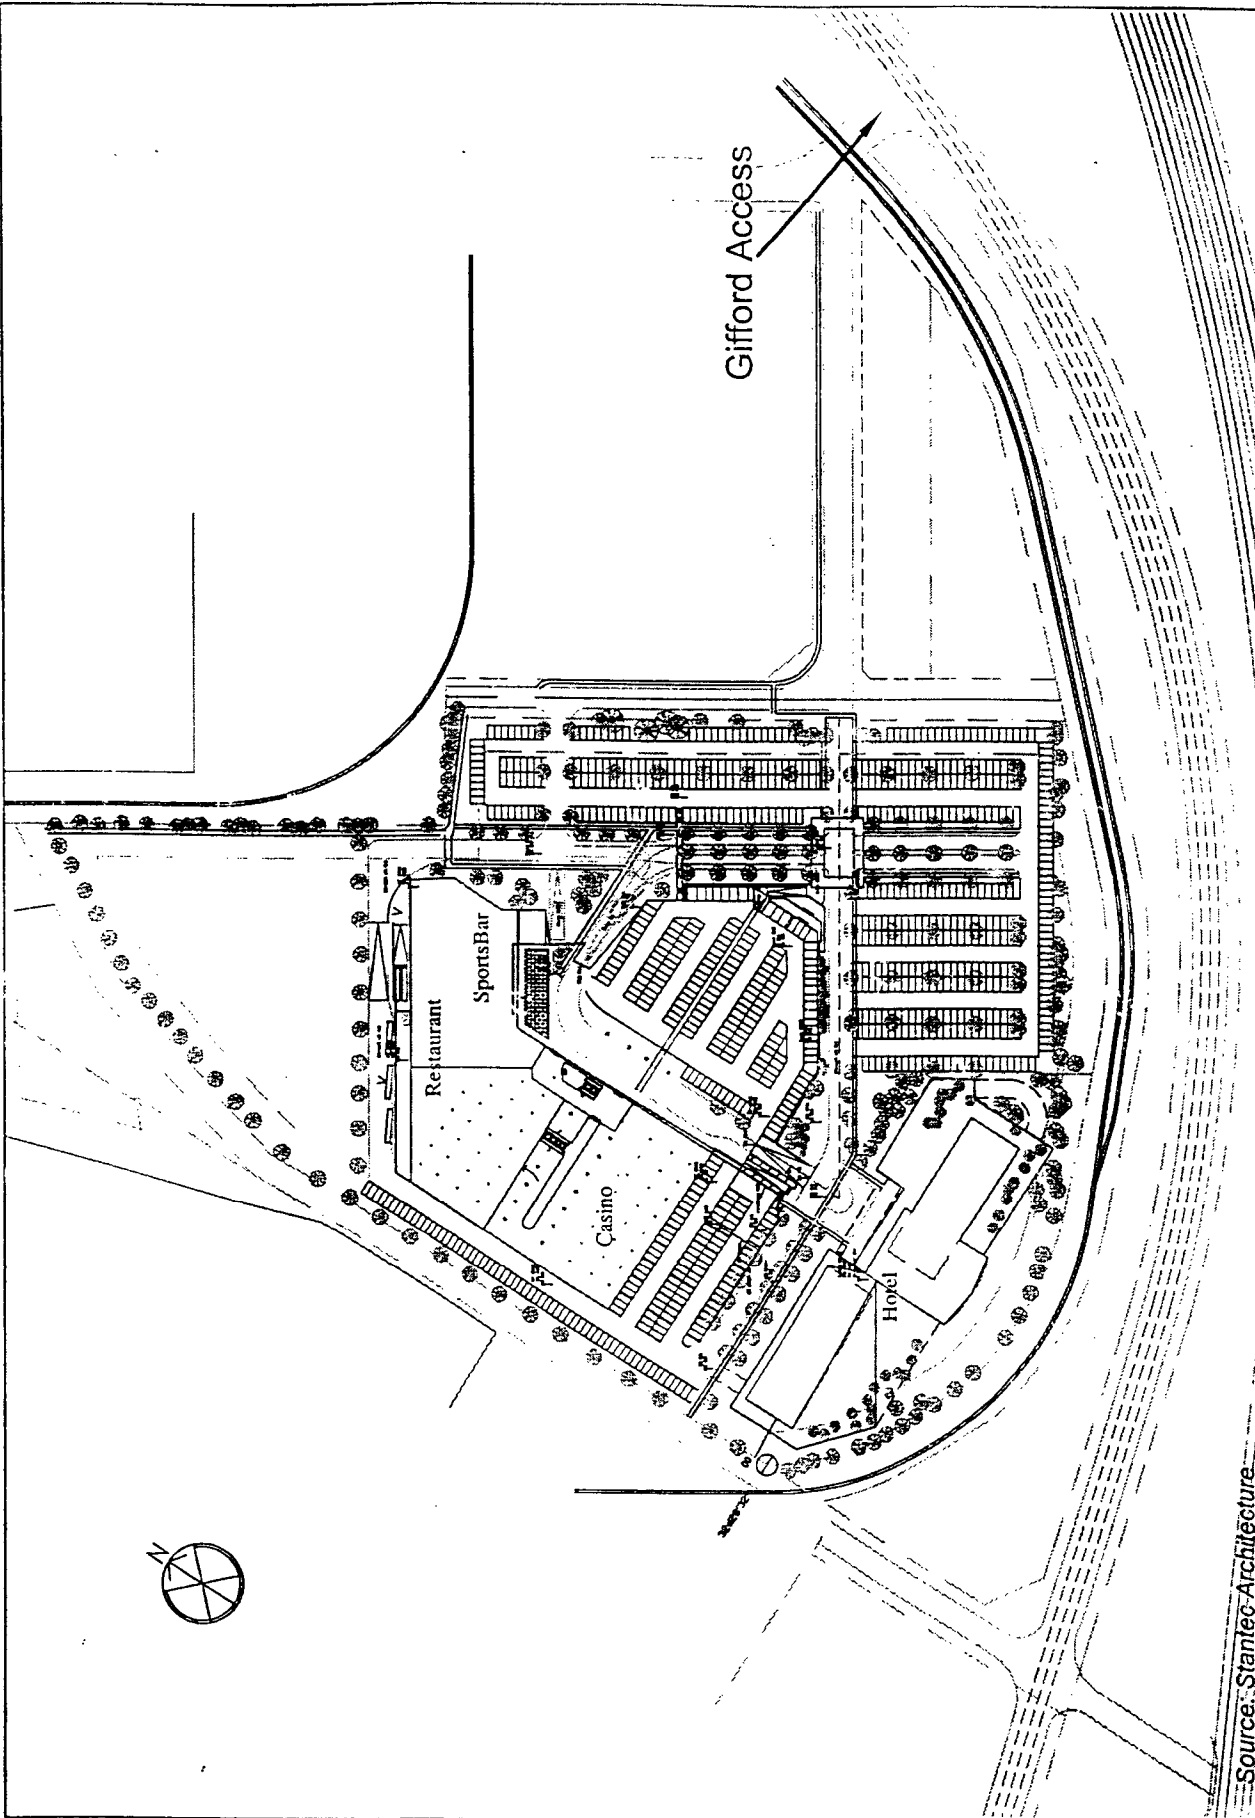 Gifford Access
SportsBar
Restaurant
Casino
Hotel
N
Source: Stantec Architecture